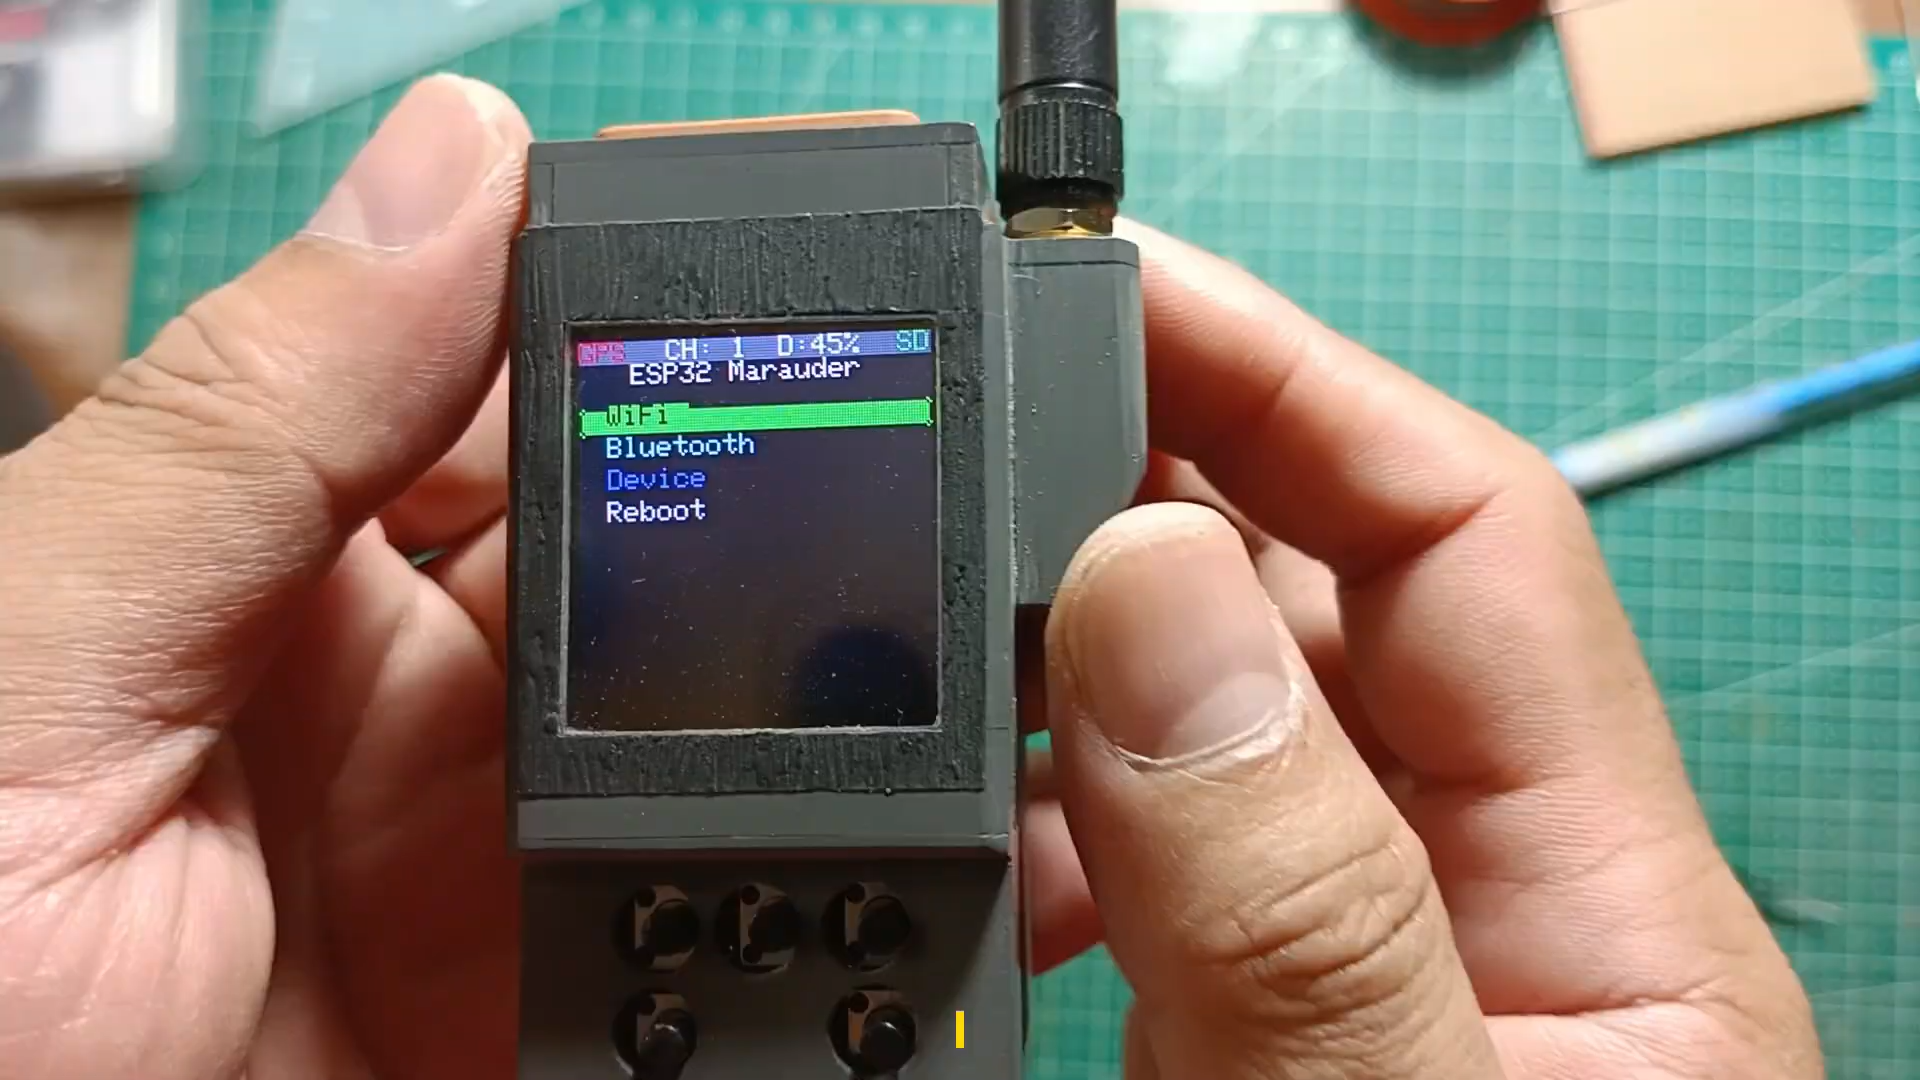 GPS CH: 1 D:45% SD
ESP32 Marauder
WiFi
Bluetooth
Device
Reboot